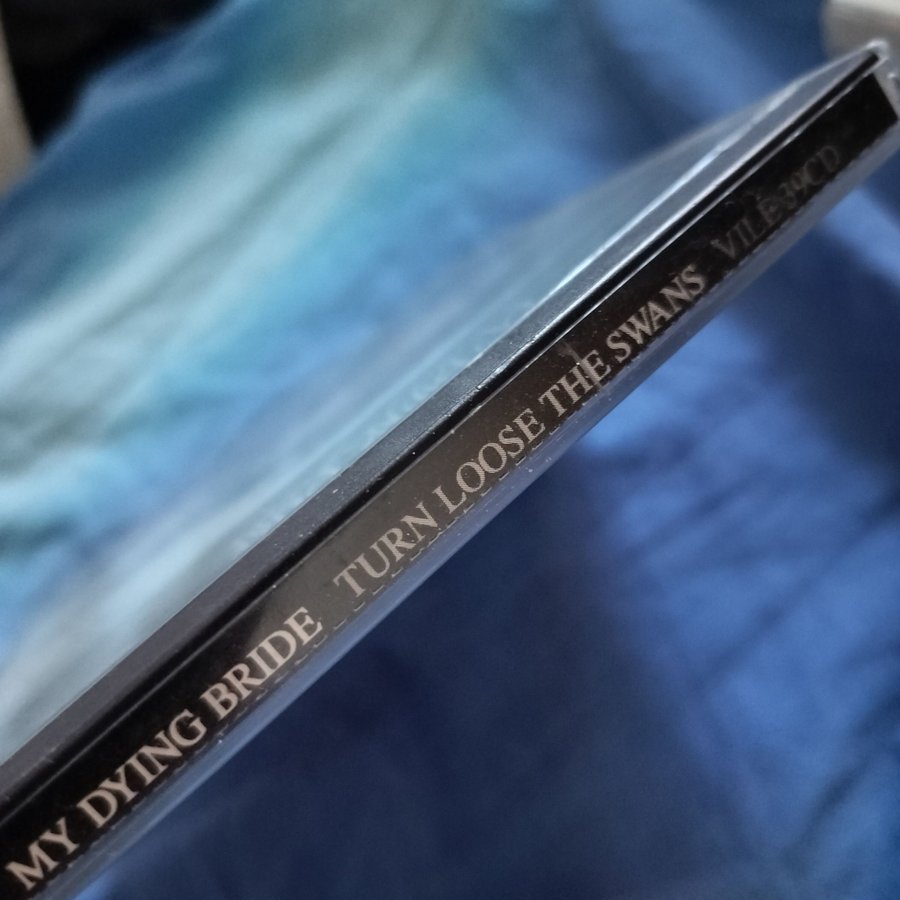 MY DYING BRIDE TURN LOOSE THE SWANS VILE 39CD